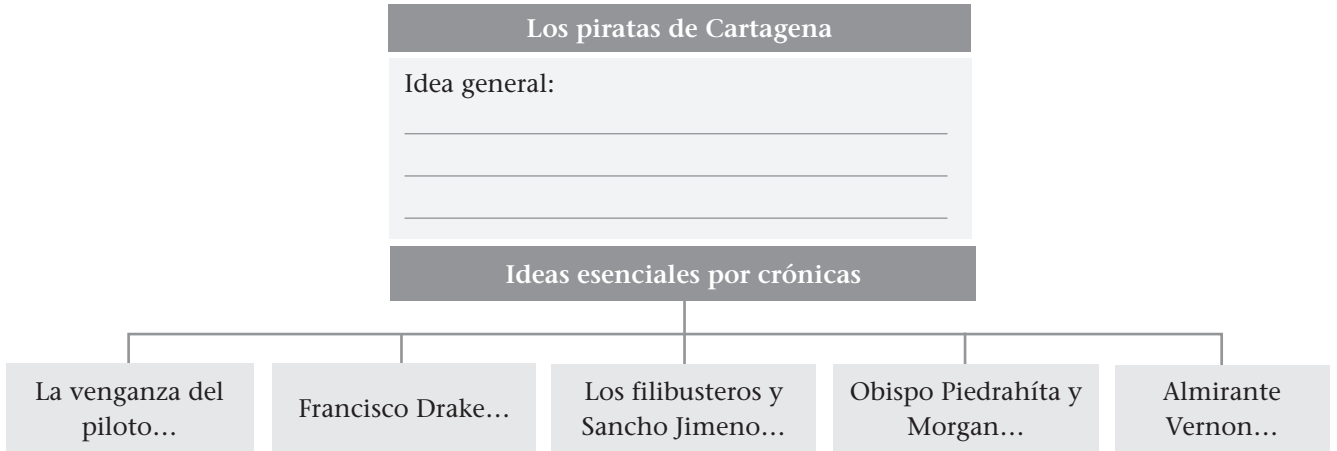 Los piratas de Cartagena
Idea general:
Ideas esenciales por crónicas
La venganza del
piloto…
Francisco Drake…
Los filibusteros y
Sancho Jimeno…
Obispo Piedrahíta y
Morgan…
Almirante
Vernon…